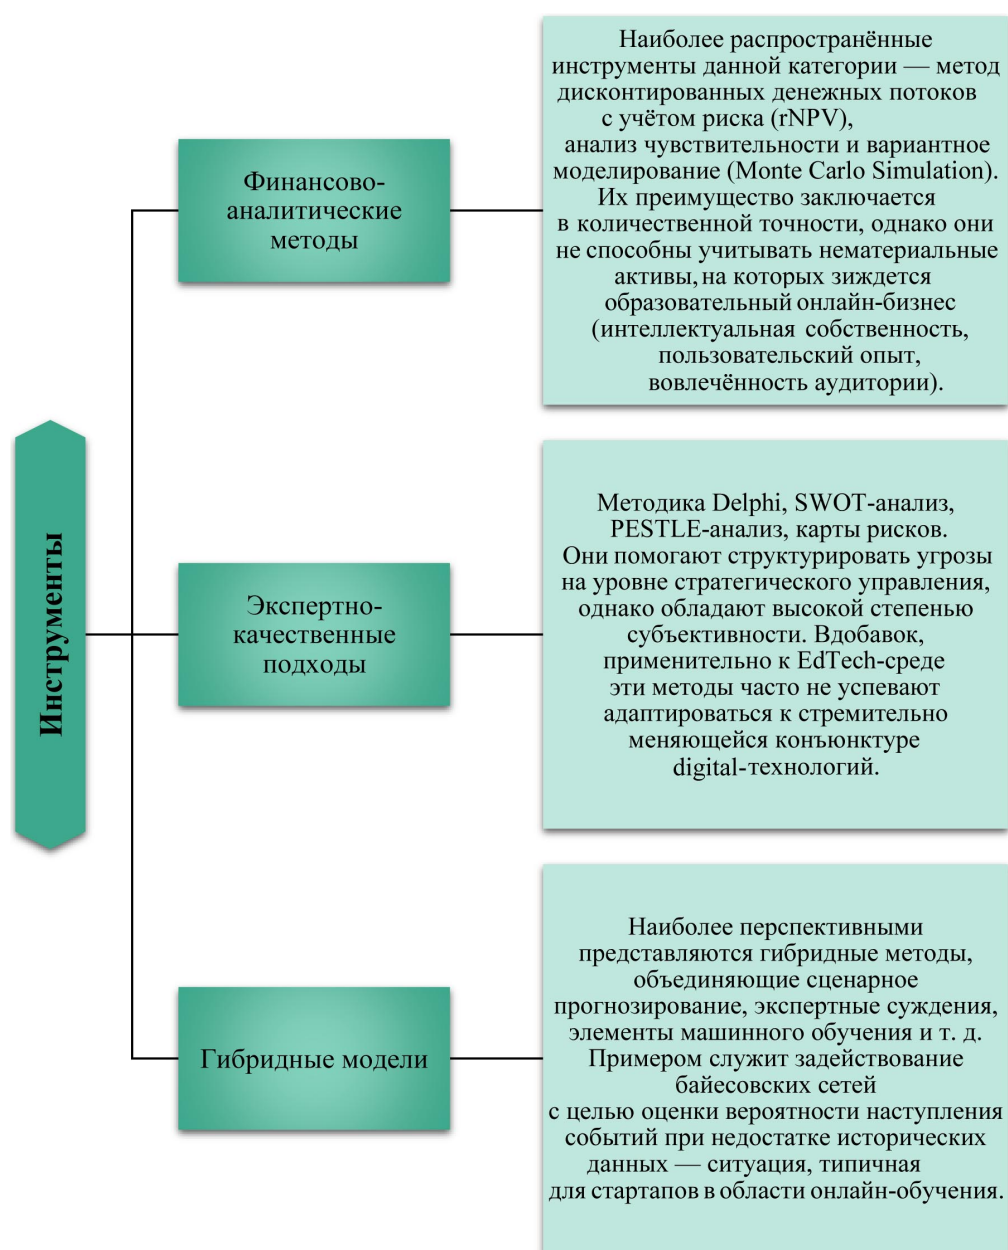 Инструменты
Финансово-
аналитические
методы
Наиболее распространённые
инструменты данной категории — метод
дисконтированных денежных потоков
с учётом риска (rNPV),
анализ чувствительности и вариантное
моделирование (Monte Carlo Simulation).
Их преимущество заключается
в количественной точности, однако они
не способны учитывать нематериальные
активы, на которых зиждется
образовательный онлайн-бизнес
(интеллектуальная собственность,
пользовательский опыт,
вовлечённость аудитории).
Экспертно-
качественные
подходы
Методика Delphi, SWOT-анализ,
PESTLE-анализ, карты рисков.
Они помогают структурировать угрозы
на уровне стратегического управления,
однако обладают высокой степенью
субъективности. Вдобавок,
применительно к EdTech-среде
эти методы часто не успевают
адаптироваться к стремительно
меняющейся конъюнктуре
digital-технологий.
Гибридные модели
Наиболее перспективными
представляются гибридные методы,
объединяющие сценарное
прогнозирование, экспертные суждения,
элементы машинного обучения и т. д.
Примером служит задействование
байесовских сетей
с целью оценки вероятности наступления
событий при недостатке исторических
данных — ситуация, типичная
для стартапов в области онлайн-обучения.